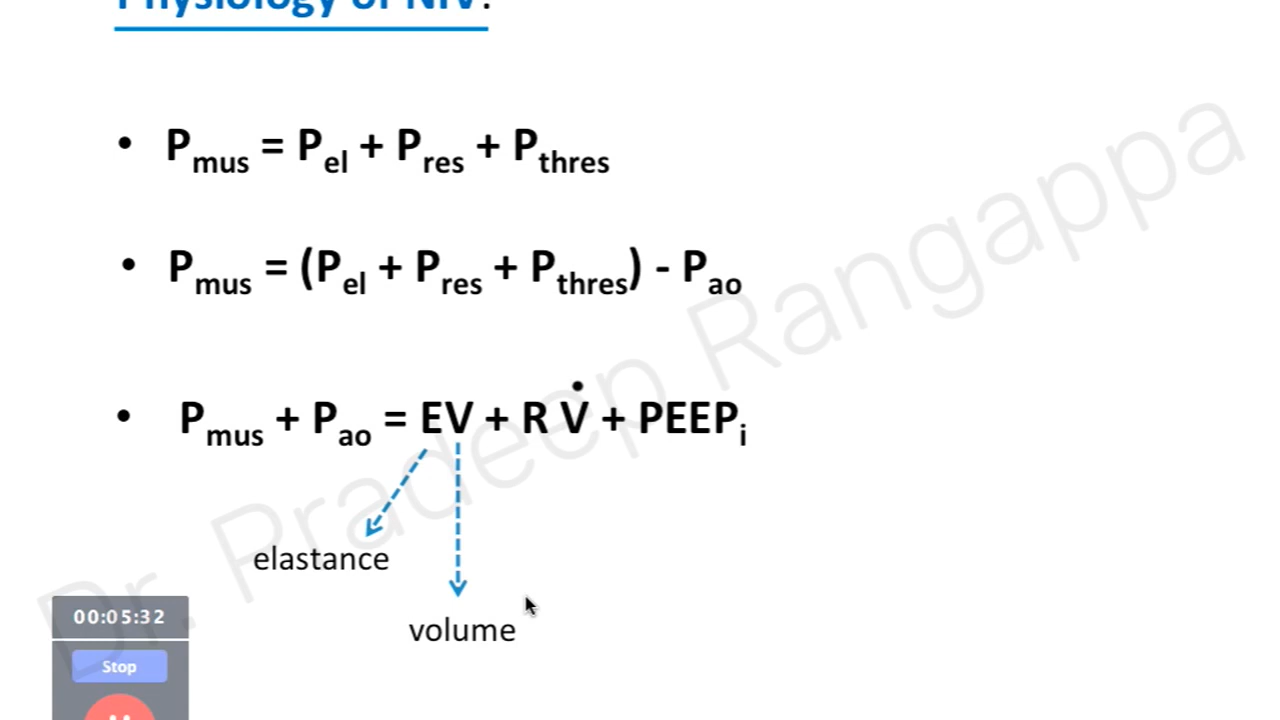 Physiology of NIV:
• Pmus = Pel + Pres + Pthres
• Pmus = (Pel + Pres + Pthres) - Pao
• Pmus + Pao = EV + R V̇ + PEEPi
elastance
volume
Dr. Pradeep Rangappa
00:05:32
Stop